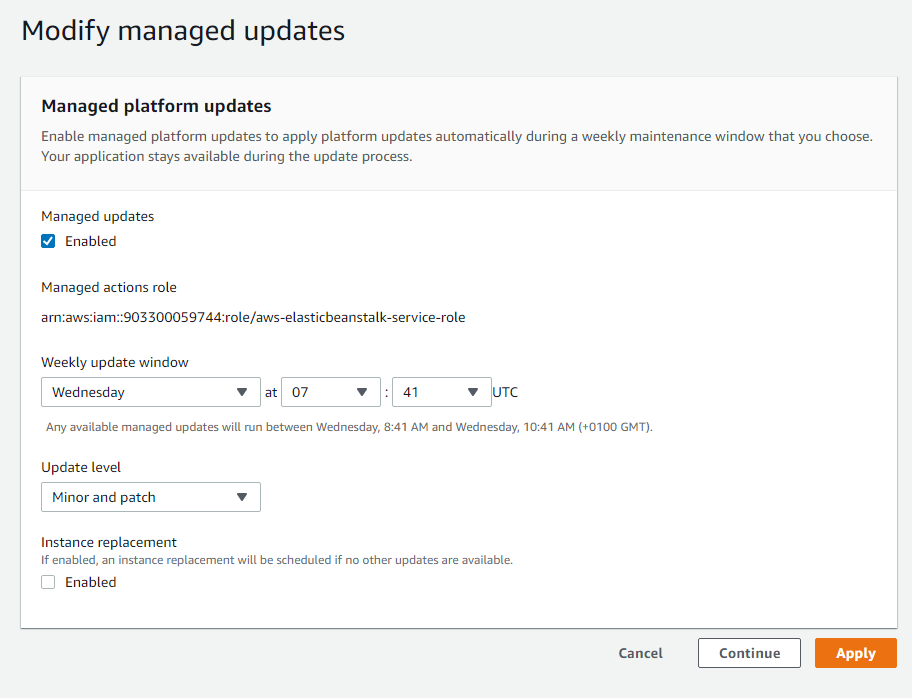 Modify managed updates
Managed platform updates
Enable managed platform updates to apply platform updates automatically during a weekly maintenance window that you choose.
Your application stays available during the update process.
Managed updates
Enabled
Managed actions role
arn:aws:iam::903300059744:role/aws-elasticbeanstalk-service-role
Weekly update window
Wednesday at 07 : 41 UTC
Any available managed updates will run between Wednesday, 8:41 AM and Wednesday, 10:41 AM (+0100 GMT).
Update level
Minor and patch
Instance replacement
If enabled, an instance replacement will be scheduled if no other updates are available.
Enabled
Cancel Continue Apply